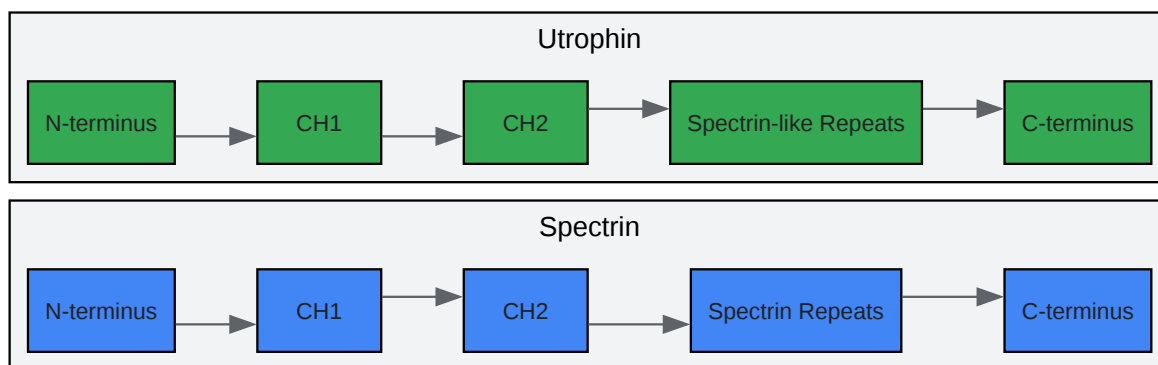 Utrophin
N-terminus
CH1
CH2
Spectrin-like Repeats
C-terminus
Spectrin
N-terminus
CH1
CH2
Spectrin Repeats
C-terminus